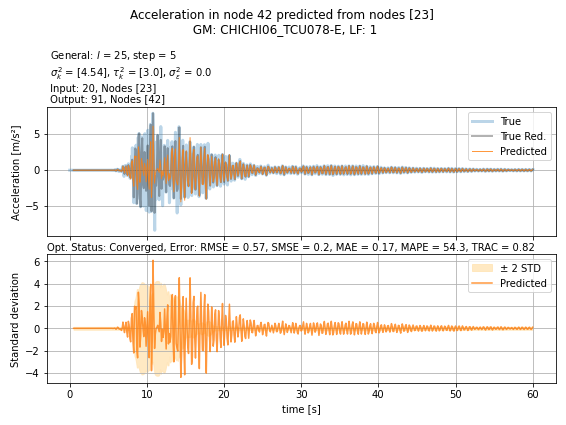 Acceleration in node 42 predicted from nodes [23]
GM: CHICHI06_TCU078-E, LF: 1
General: l = 25, step = 5
σ²ₖ = [4.54], τ²ₖ = [3.0], σ²ε = 0.0
Input: 20, Nodes [23]
Output: 91, Nodes [42]
Acceleration [m/s²]
5
0
−5
True
True Red.
Predicted
Opt. Status: Converged, Error: RMSE = 0.57, SMSE = 0.2, MAE = 0.17, MAPE = 54.3, TRAC = 0.82
Standard deviation
6
4
2
0
−2
−4
± 2 STD
Predicted
0 10 20 30 40 50 60
time [s]